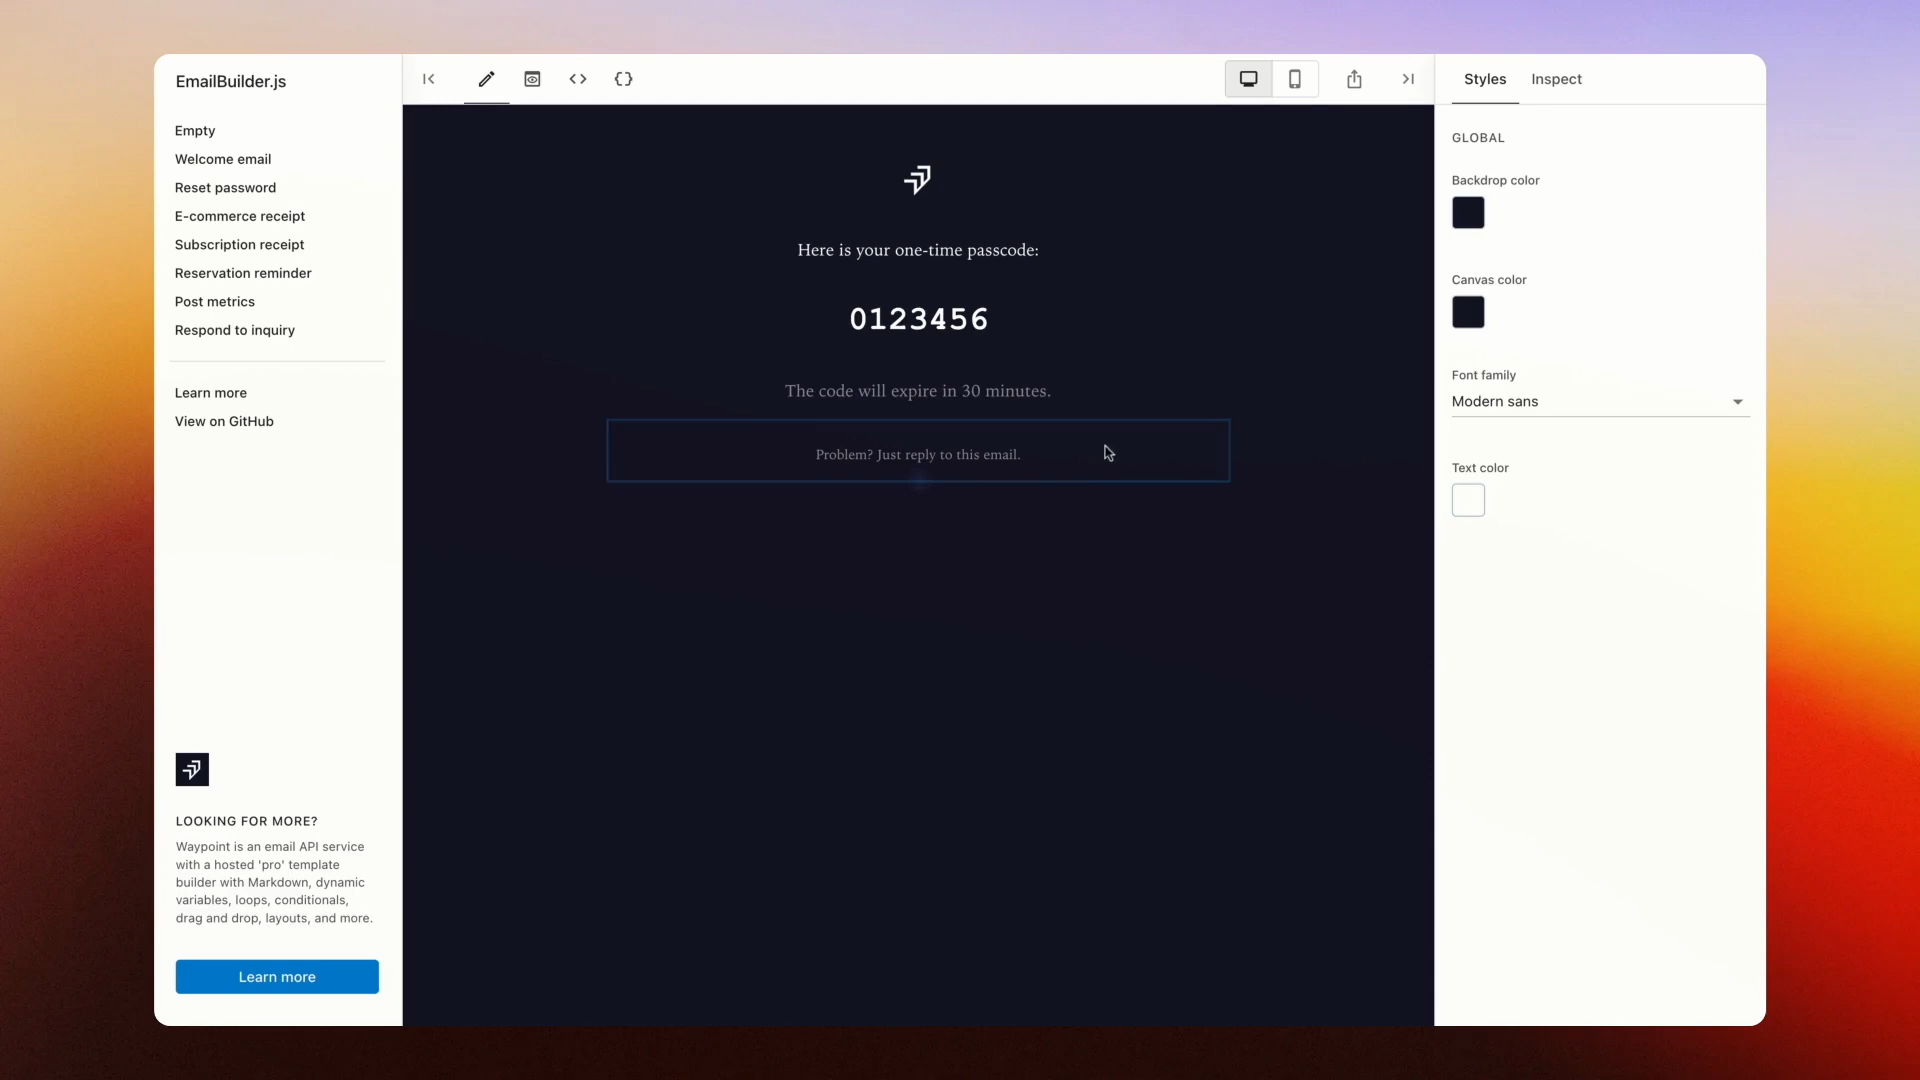 EmailBuilder.js
Empty
Welcome email
Reset password
E-commerce receipt
Subscription receipt
Reservation reminder
Post metrics
Respond to inquiry
Learn more
View on GitHub
LOOKING FOR MORE?
Waypoint is an email API service
with a hosted 'pro' template
builder with Markdown, dynamic
variables, loops, conditionals,
drag and drop, layouts, and more.
Learn more
Here is your one-time passcode:
0123456
The code will expire in 30 minutes.
Problem? Just reply to this email.
Styles Inspect
GLOBAL
Backdrop color
Canvas color
Font family
Modern sans
Text color